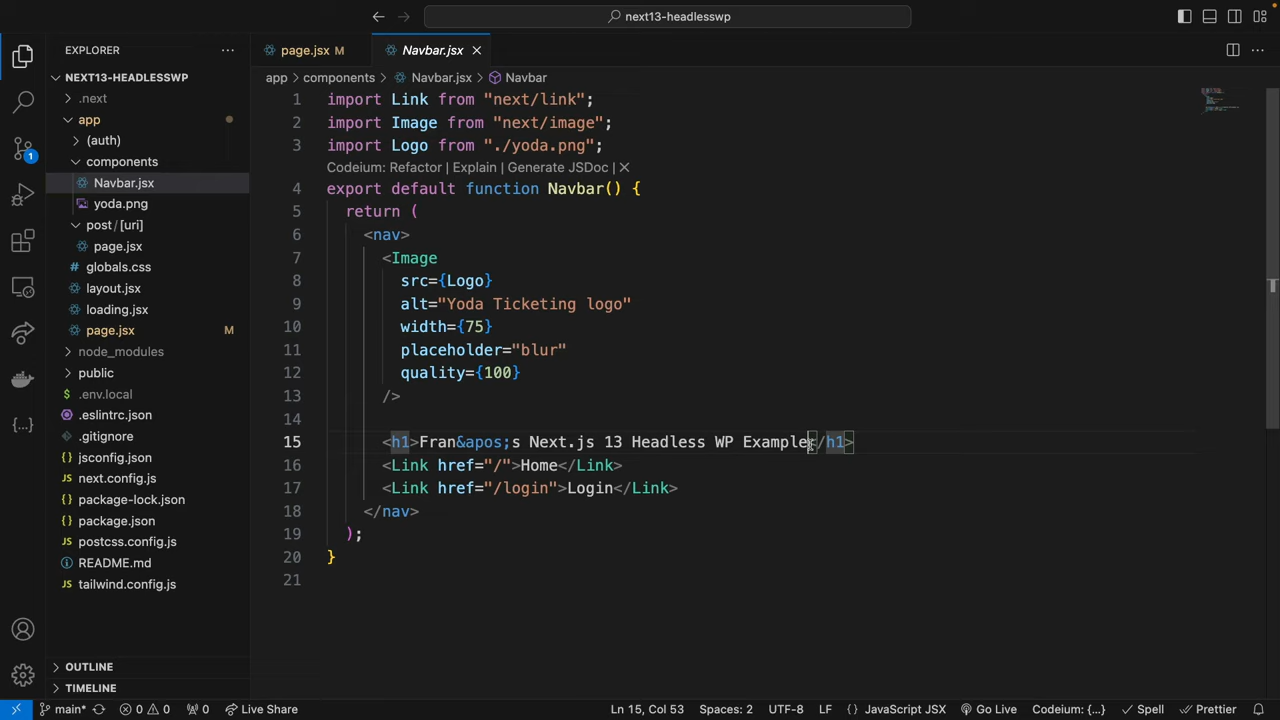 next13-headlesswp
EXPLORER
page.jsx M
Navbar.jsx
NEXT13-HEADLESSWP
app
components
Navbar.jsx
Navbar
.next
app
(auth)
components
Navbar.jsx
yoda.png
post/[uri]
page.jsx
globals.css
layout.jsx
loading.jsx
page.jsx M
node_modules
public
.env.local
.eslintrc.json
.gitignore
jsconfig.json
next.config.js
package-lock.json
package.json
postcss.config.js
README.md
tailwind.config.js
OUTLINE
TIMELINE
1
1 import Link from "next/link";
2 import Image from "next/image";
3 import Logo from "./yoda.png";
Codeium: Refactor | Explain | Generate JSDoc | ✕
4 export default function Navbar() {
5 return (
6 <nav>
7 <Image
8 src={Logo}
9 alt="Yoda Ticketing logo"
10 width={75}
11 placeholder="blur"
12 quality={100}
13 />
14
15 <h1>Fran&apos;s Next.js 13 Headless WP Example</h1>
16 <Link href="/">Home</Link>
17 <Link href="/login">Login</Link>
18 </nav>
19 );
20 }
21
main* 0 0 0 Live Share Ln 15, Col 53 Spaces: 2 UTF-8 LF {} JavaScript JSX Go Live Codeium: {...} Spell Prettier